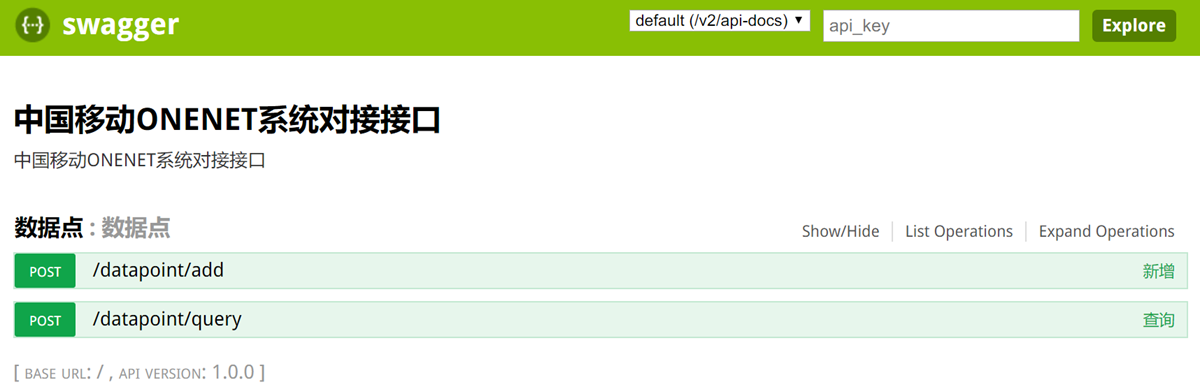 {···} swagger default (/v2/api-docs) ▼ api_key Explore
中国移动ONENET系统对接接口
中国移动ONENET系统对接接口
数据点 : 数据点 Show/Hide List Operations Expand Operations
POST /datapoint/add 新增
POST /datapoint/query 查询
[ BASE URL: / , API VERSION: 1.0.0 ]